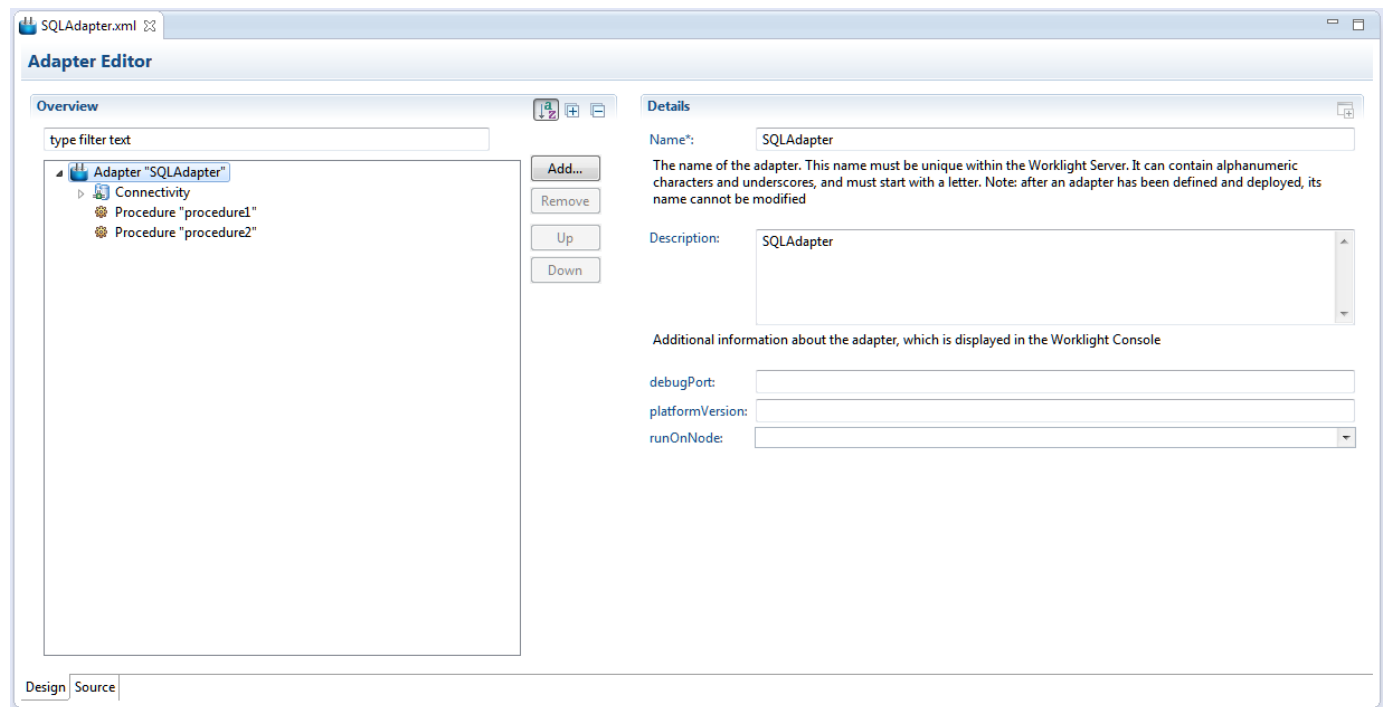 SQLAdapter.xml
Adapter Editor
Overview
type filter text
Adapter "SQLAdapter"
Connectivity
Procedure "procedure1"
Procedure "procedure2"
Add...
Remove
Up
Down
Details
Name*: SQLAdapter
The name of the adapter. This name must be unique within the Worklight Server. It can contain alphanumeric
characters and underscores, and must start with a letter. Note: after an adapter has been defined and deployed, its
name cannot be modified
Description: SQLAdapter
Additional information about the adapter, which is displayed in the Worklight Console
debugPort:
platformVersion:
runOnNode:
Design Source